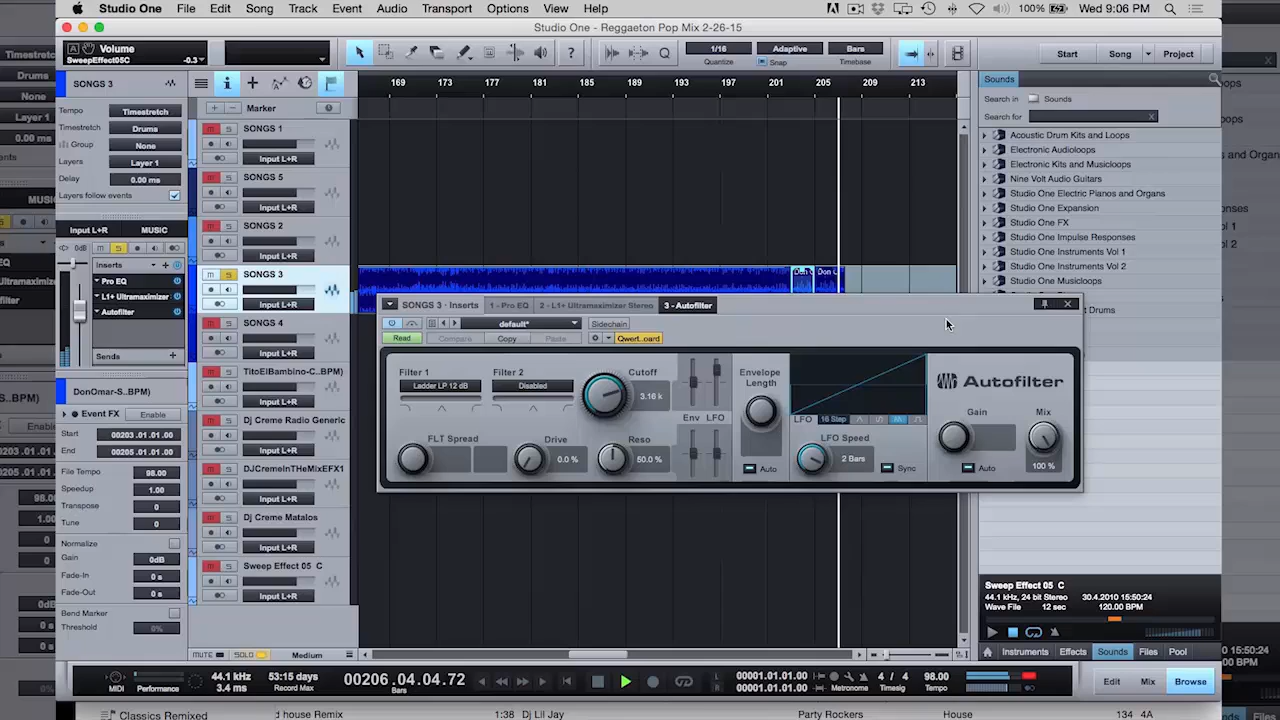 Studio One File Edit Song Track Event Audio Transport Options View Help 100% Wed 9:06 PM
Studio One - Reggaeton Pop Mix 2-26-15
Volume
SweepEffect05C -0.3
1/16 Quantize Adaptive Snap Bars Timebase
Start Song Project
SONGS 3
169 173 177 181 185 189 193 197 201 205 209 213
Marker
Tempo Timestretch
Timestretch Drums
Group None
Layers Layer 1
Delay 0.00 ms
Layers follow events
Input L+R MUSIC
0dB
Inserts
Pro EQ
L1+ Ultramaximizer
Autofilter
Sends
DonOmar-S..BPM)
Event FX Enable
Start 00203.01.01.00
End 00205.01.01.00
File Tempo 98.00
Speedup 1.00
Transpose 0
Tune 0
Normalize
Gain 0dB
Fade-In 0 s
Fade-Out 0 s
Bend Marker
Threshold 0%
SONGS 1
Input L+R
SONGS 5
Input L+R
SONGS 2
Input L+R
SONGS 3
Input L+R
SONGS 4
Input L+R
TitoElBambino-C..BPM)
Input L+R
Dj Creme Radio Generic
Input L+R
DJCremeInTheMixEFX1
Input L+R
Dj Creme Matalos
Input L+R
Sweep Effect 05 C
Input L+R
MUTE SOLO Medium
SONGS 3 · Inserts 1 - Pro EQ 2 - L1+ Ultramaximizer Stereo 3 - Autofilter
default* Sidechain
Read Compare Copy Paste Qwert..oard
Filter 1 Ladder LP 12 dB
Filter 2 Disabled
Cutoff 3.16 k
Env LFO
FLT Spread
Drive 0.0 %
Reso 50.0 %
Envelope Length
Auto
LFO 16 Step
LFO Speed 2 Bars Sync
Autofilter
Gain Auto
Mix 100 %
Sounds
Search in Sounds
Search for
Acoustic Drum Kits and Loops
Electronic Audioloops
Electronic Kits and Musicloops
Nine Volt Audio Guitars
Studio One Electric Pianos and Organs
Studio One Expansion
Studio One FX
Studio One Impulse Responses
Studio One Instruments Vol 1
Studio One Instruments Vol 2
Studio One Musicloops
Drums
Sweep Effect 05 C
44.1 kHz, 24 bit Stereo 30.4.2010 15:50:24
Wave File 12 sec 120.00 BPM
Instruments Effects Sounds Files Pool
MIDI Performance
44.1 kHz
3.4 ms
53:15 days
Record Max
00206.04.04.72
Bars
L 00001.01.01.00
R 00001.01.01.00
Metronome
4 / 4
Timesig
98.00
Tempo
Edit Mix Browse
Classics Remixed d house Remix 1:38 Dj Lil Jay Party Rockers House 134 4A